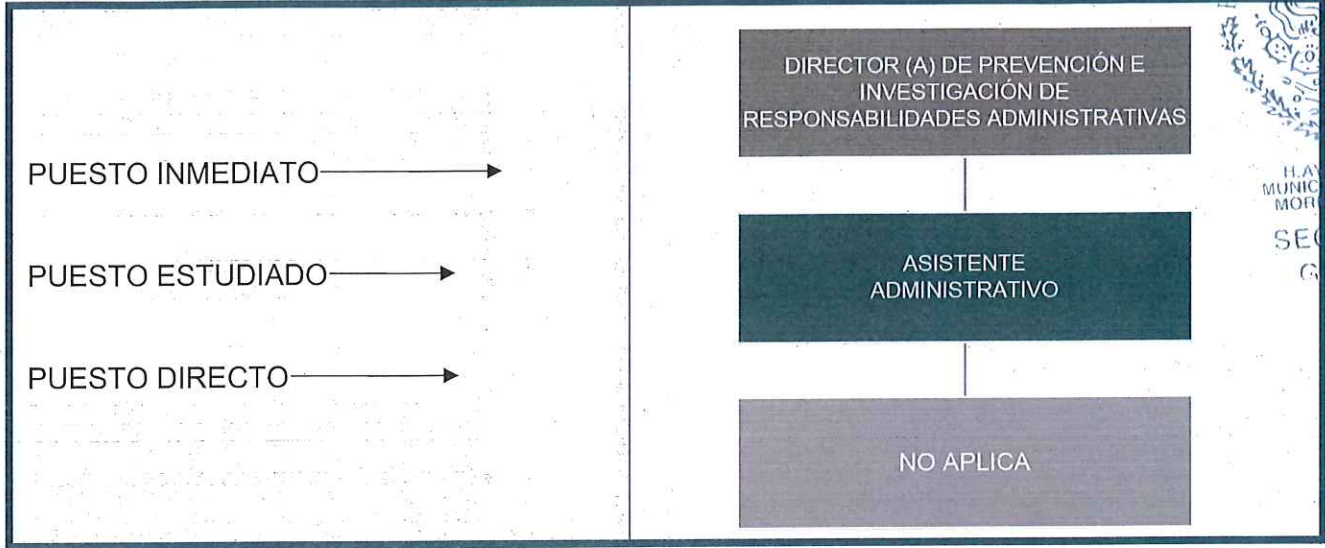 DIRECTOR (A) DE PREVENCIÓN E
INVESTIGACIÓN DE
RESPONSABILIDADES ADMINISTRATIVAS
PUESTO INMEDIATO
H.
PUESTO ESTUDIADO
ASISTENTE
ADMINISTRATIVO
PUESTO DIRECTO
NO APLICA